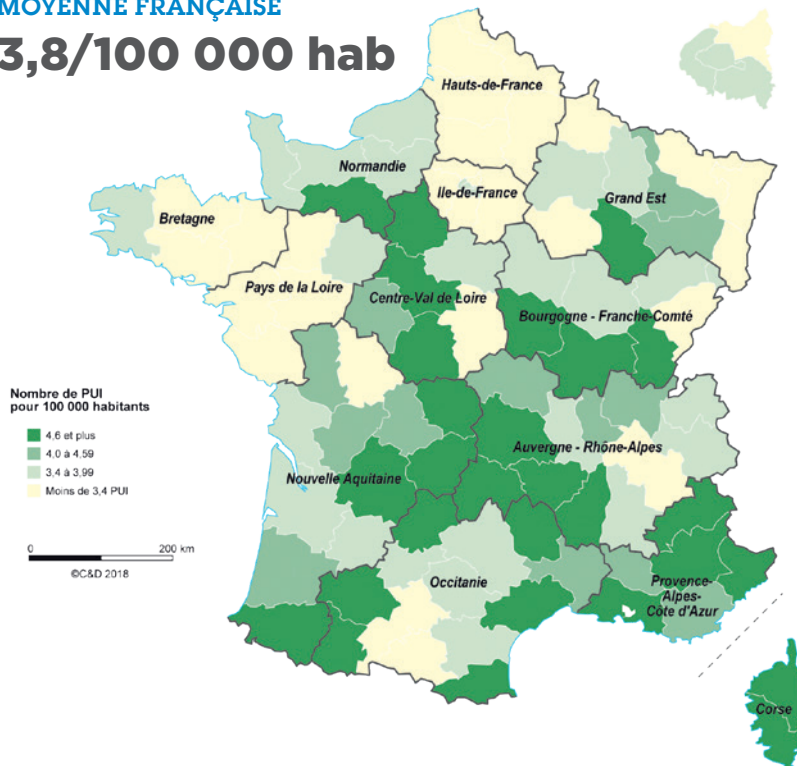 MOYENNE FRANÇAISE
3,8/100 000 hab
Hauts-de-France
Normandie
Ile-de-France
Grand Est
Bretagne
Pays de la Loire
Centre-Val de Loire
Bourgogne - Franche-Comté
Nombre de PUI
pour 100 000 habitants
4,6 et plus
4,0 à 4,59
3,4 à 3,99
Moins de 3,4 PUI
0 200 km
©C&D 2018
Auvergne - Rhône-Alpes
Nouvelle Aquitaine
Occitanie
Provence-
Alpes-
Côte d'Azur
Corse